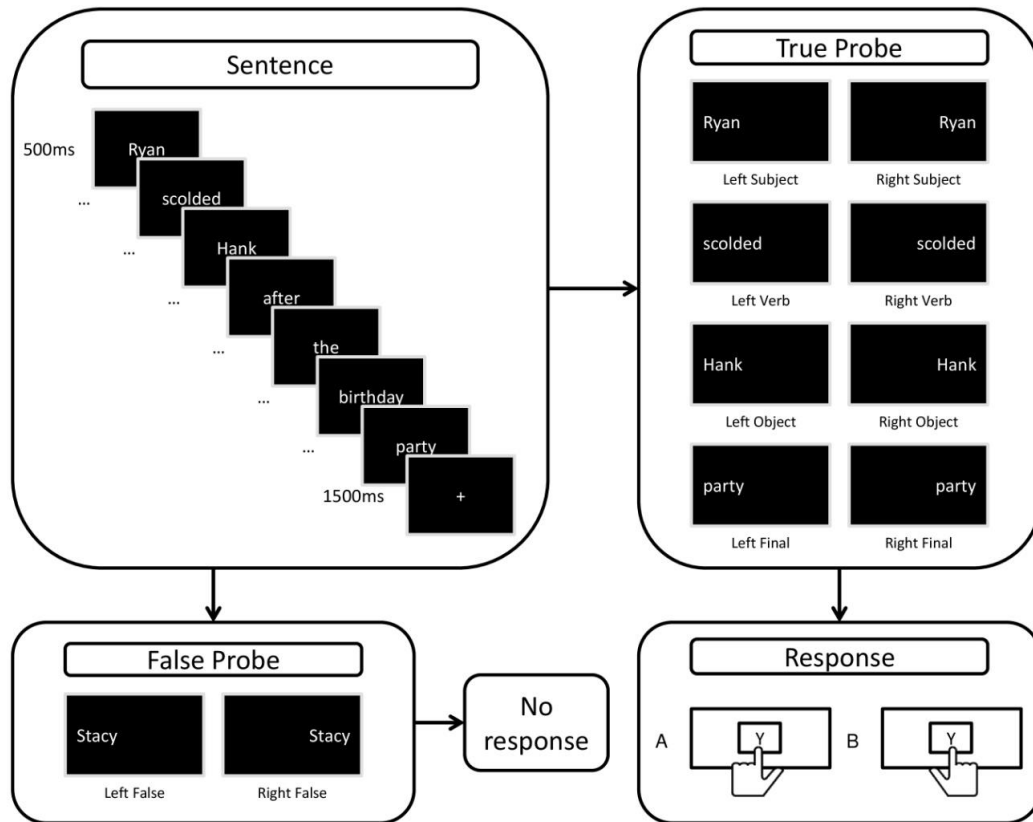 Sentence
500ms
Ryan
...
scolded
...
Hank
...
after
...
the
...
birthday
...
party
1500ms
+
True Probe
Ryan
Ryan
Left Subject
Right Subject
scolded
scolded
Left Verb
Right Verb
Hank
Hank
Left Object
Right Object
party
party
Left Final
Right Final
False Probe
Stacy
Stacy
Left False
Right False
No
response
Response
A
Y
B
Y